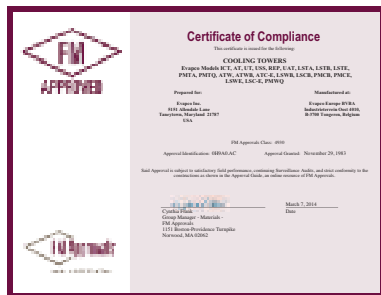 FM
APPROVED
Certificate of Compliance
This certificate is issued for the following:
COOLING TOWERS
Evapco Models ICT, AT, UT, USS, REP, UAT, LSTA, LSTB, LSTE,
PMTA, PMTQ, ATW, ATWB, ATC-E, LSWB, LSCB, PMCB, PMCE,
LSWE, LSC-E, PMWQ
Prepared for:
Manufactured at:
Evapco Inc.
5151 Allendale Lane
Taneytown, Maryland 21787
USA
Evapco Europe BVBA
Industrieterrein Oost 4010,
B-3700 Tongeren, Belgium
FM Approvals Class: 4930
Approval Identification: 0B9A0.AC
Approval Granted: November 29, 1983
Said Approval is subject to satisfactory field performance, continuing Surveillance Audits, and strict conformity to the
constructions as shown in the Approval Guide, an online resource of FM Approvals.
March 7, 2014
Cynthia Frank
Date
Group Manager - Materials -
FM Approvals
1151 Boston-Providence Turnpike
Norwood, MA 02062
FM Approvals